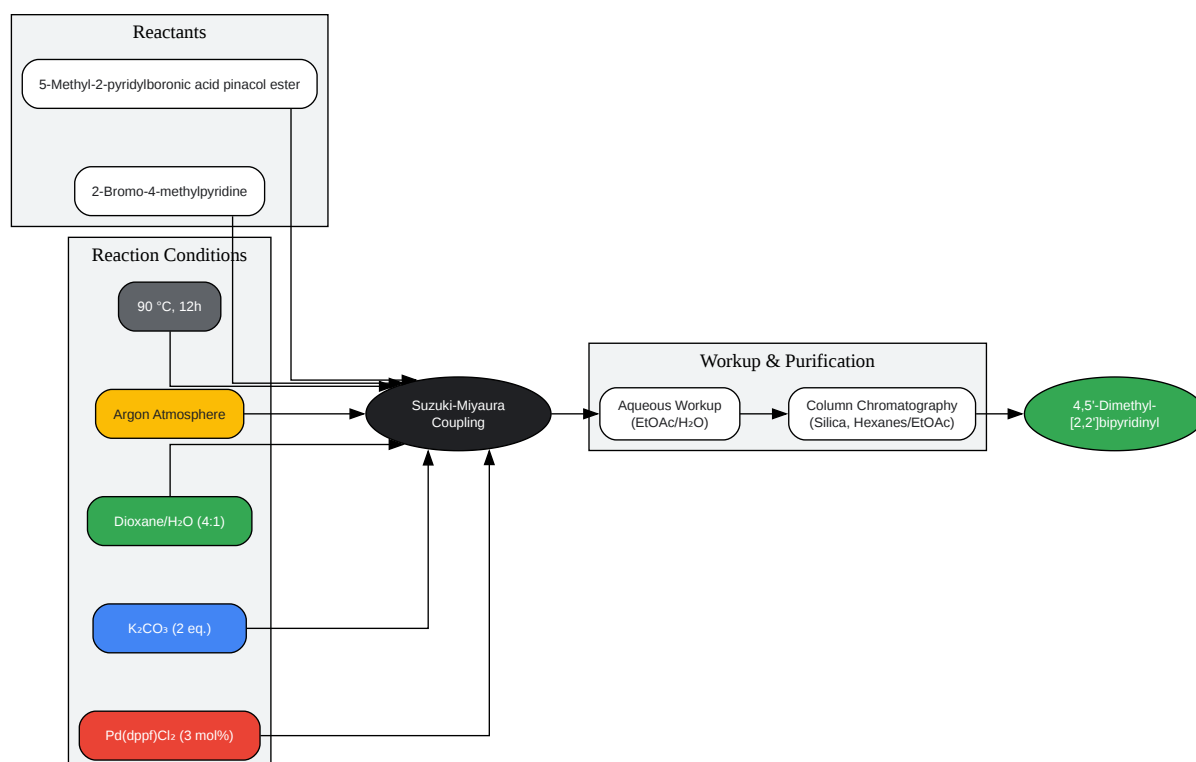 Reactants
5-Methyl-2-pyridylboronic acid pinacol ester
2-Bromo-4-methylpyridine
Reaction Conditions
90 °C, 12h
Argon Atmosphere
Dioxane/H₂O (4:1)
K₂CO₃ (2 eq.)
Pd(dppf)Cl₂ (3 mol%)
Suzuki-Miyaura
Coupling
Workup & Purification
Aqueous Workup
(EtOAc/H₂O)
Column Chromatography
(Silica, Hexanes/EtOAc)
4,5'-Dimethyl-
[2,2']bipyridinyl